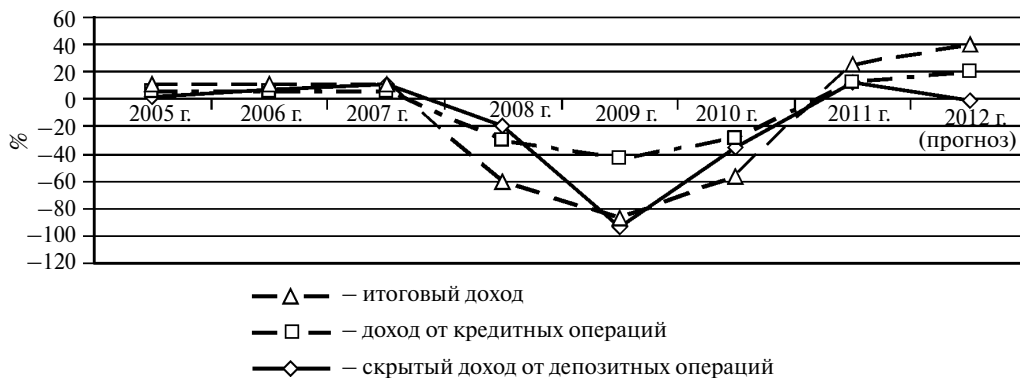 60
40
20
0
−20
−40
−60
−80
−100
−120
%
2005 г. 2006 г. 2007 г. 2008 г. 2009 г. 2010 г. 2011 г. 2012 г.
(прогноз)
– итоговый доход
– доход от кредитных операций
– скрытый доход от депозитных операций